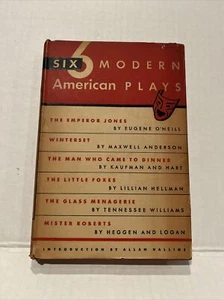 SIX 6 MODERN
American PLAYS
THE EMPEROR JONES
BY EUGENE O'NEILL
WINTERSET
BY MAXWELL ANDERSON
THE MAN WHO CAME TO DINNER
BY KAUFMAN AND HART
THE LITTLE FOXES
BY LILLIAN HELLMAN
THE GLASS MENAGERIE
BY TENNESSEE WILLIAMS
MISTER ROBERTS
BY HEGGEN AND LOGAN
INTRODUCTION BY ALLAN HALLINE